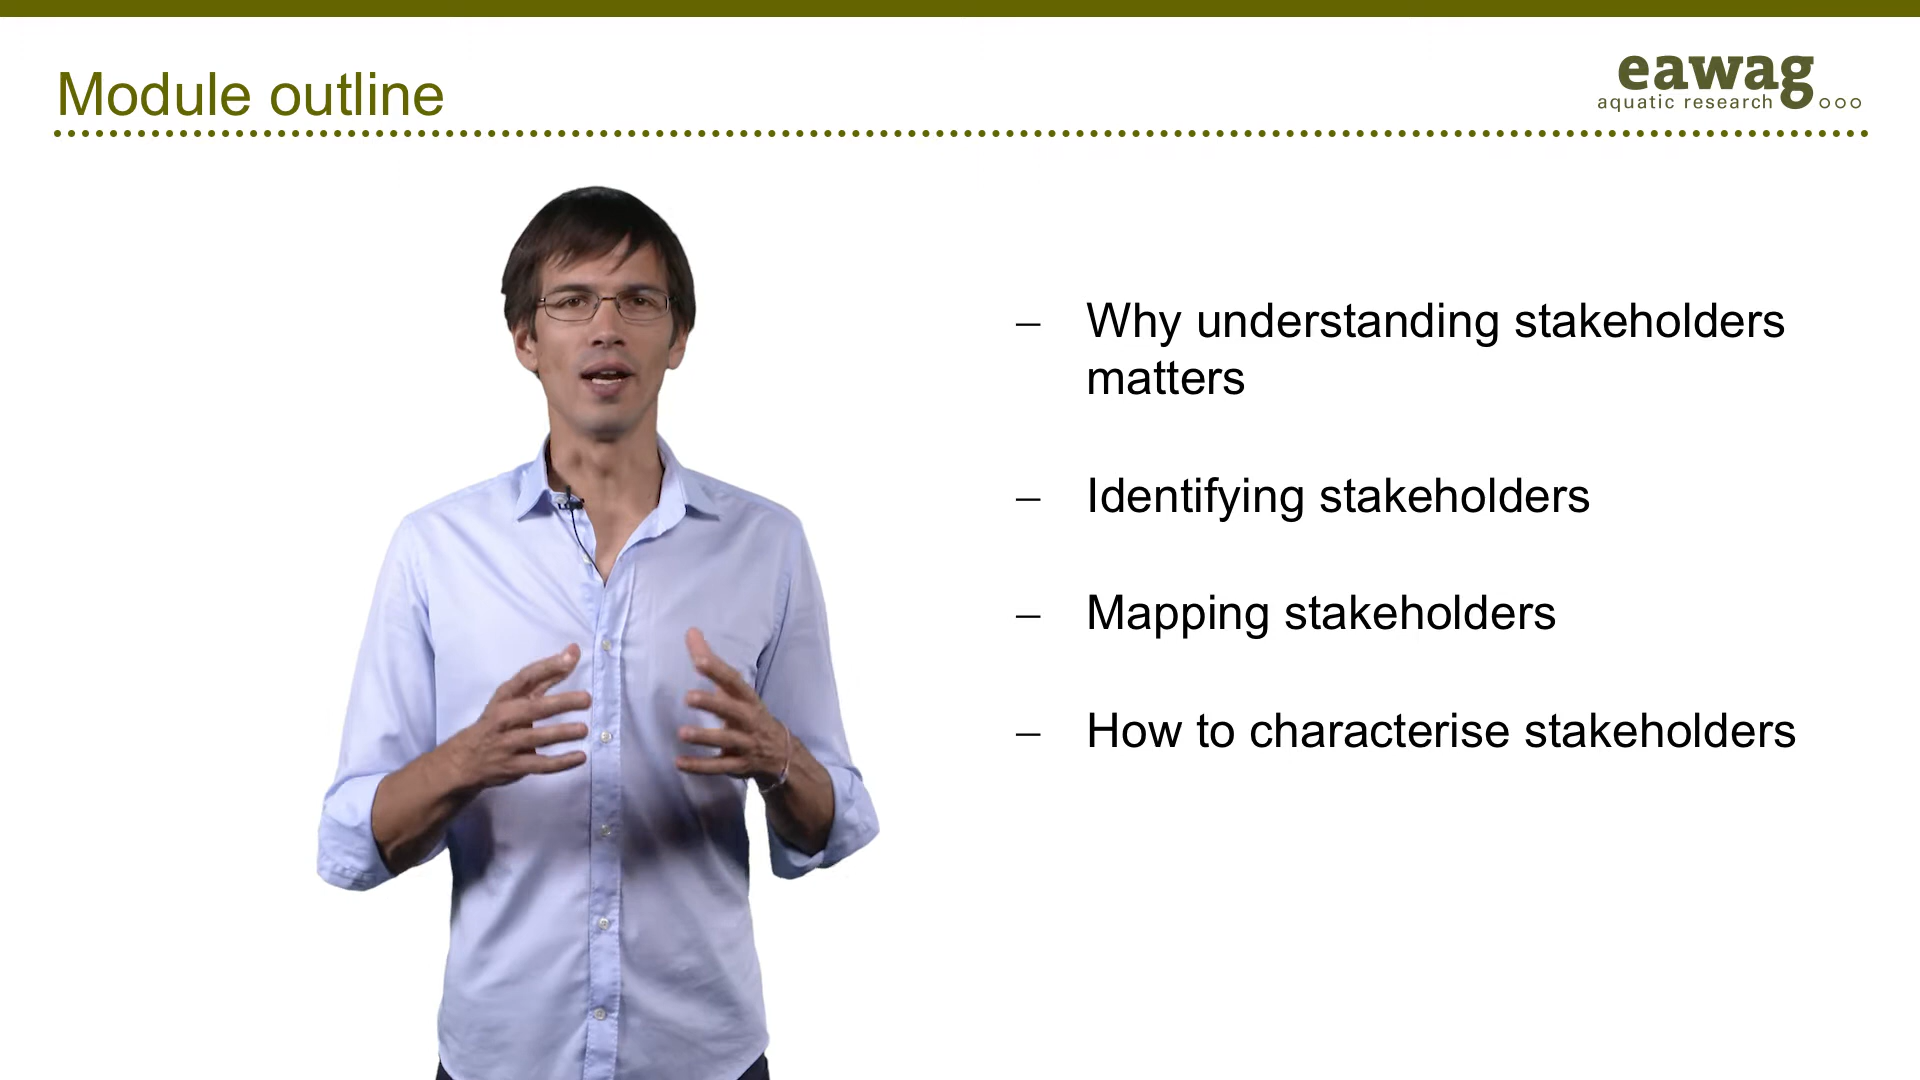 Module outline
eawag
aquatic research
– Why understanding stakeholders
matters
– Identifying stakeholders
– Mapping stakeholders
– How to characterise stakeholders